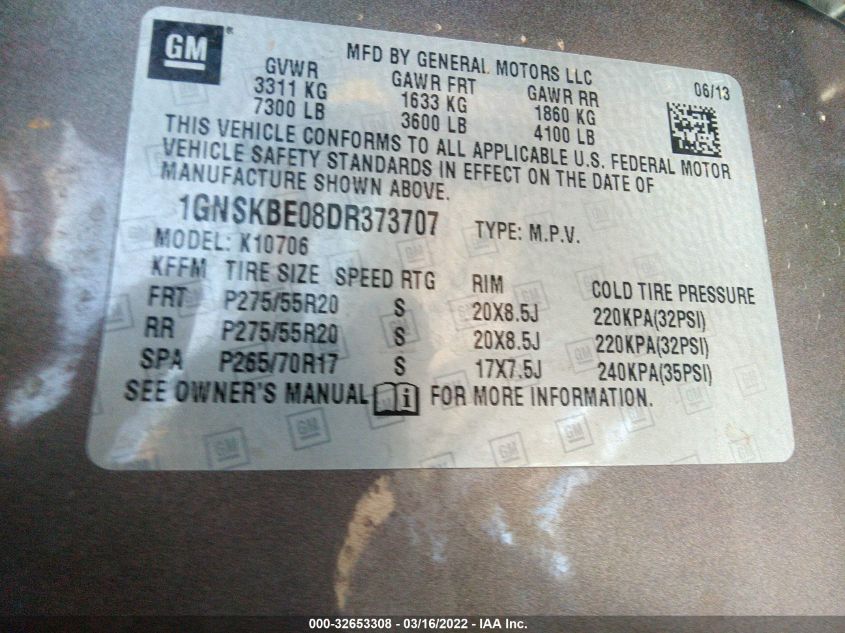 GM
MFD BY GENERAL MOTORS LLC
06/13
GVWR GAWR FRT GAWR RR
3311 KG 1633 KG 1860 KG
7300 LB 3600 LB 4100 LB
THIS VEHICLE CONFORMS TO ALL APPLICABLE U.S. FEDERAL MOTOR
VEHICLE SAFETY STANDARDS IN EFFECT ON THE DATE OF
MANUFACTURE SHOWN ABOVE.
1GNSKBE08DR373707 TYPE: M.P.V.
MODEL: K10706
KFFM TIRE SIZE SPEED RTG RIM COLD TIRE PRESSURE
FRT P275/55R20 S 20X8.5J 220KPA(32PSI)
RR P275/55R20 S 20X8.5J 220KPA(32PSI)
SPA P265/70R17 S 17X7.5J 240KPA(35PSI)
SEE OWNER'S MANUAL i FOR MORE INFORMATION.
000-32653308 - 03/16/2022 - IAA Inc.